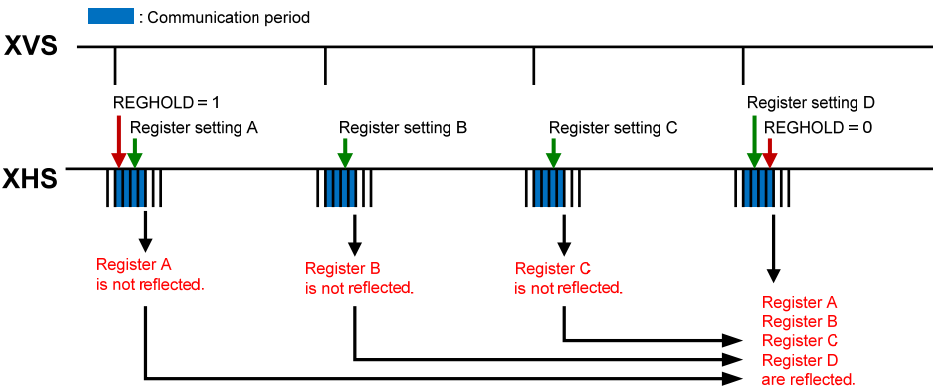 : Communication period
XVS
REGHOLD = 1
Register setting A
Register setting B
Register setting C
Register setting D
REGHOLD = 0
XHS
Register A
is not reflected.
Register B
is not reflected.
Register C
is not reflected.
Register A
Register B
Register C
Register D
are reflected.